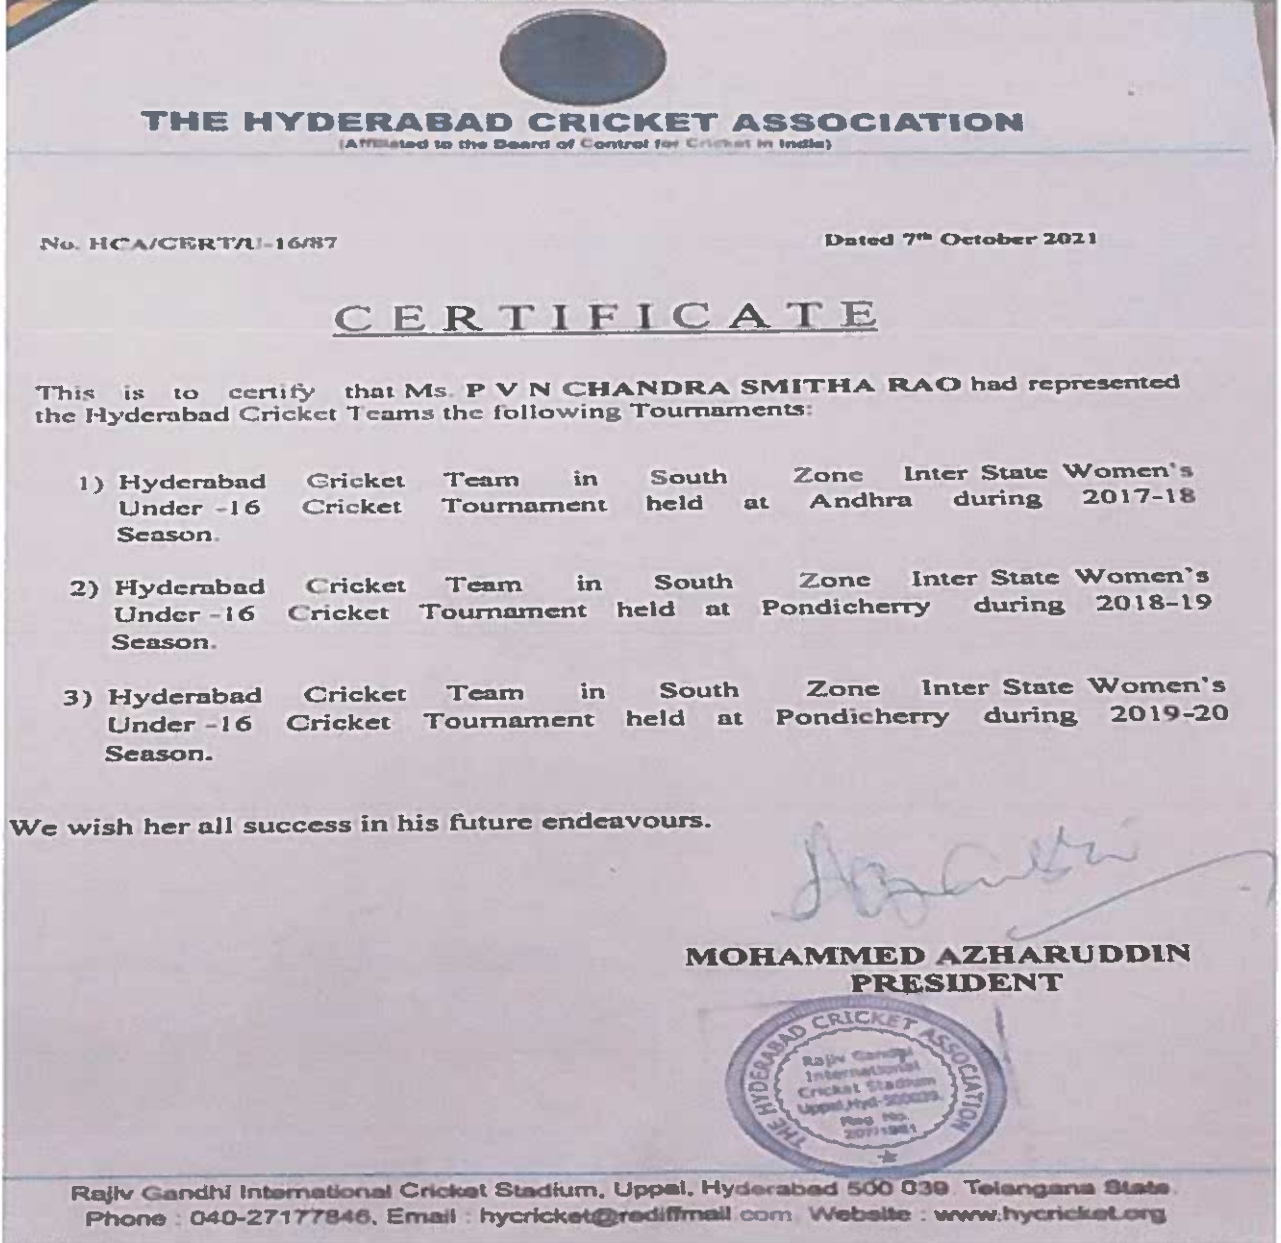 THE HYDERABAD CRICKET ASSOCIATION
(Affiliated to the Board of Control for Cricket in India)
No. HCA/CERT/U-16/87
Dated 7th October 2021
CERTIFICATE
This is to certify that Ms. P V N CHANDRA SMITHA RAO had represented
the Hyderabad Cricket Teams the following Tournaments:
1) Hyderabad Cricket Team in South Zone Inter State Women's
Under -16 Cricket Tournament held at Andhra during 2017-18
Season.
2) Hyderabad Cricket Team in South Zone Inter State Women's
Under -16 Cricket Tournament held at Pondicherry during 2018-19
Season.
3) Hyderabad Cricket Team in South Zone Inter State Women's
Under -16 Cricket Tournament held at Pondicherry during 2019-20
Season.
We wish her all success in his future endeavours.
MOHAMMED AZHARUDDIN
PRESIDENT
THE HYDERABAD CRICKET ASSOCIATION
Rajiv Gandhi
International
Cricket Stadium
Uppal, Hyd-500039.
Reg No.
207/1981
Rajiv Gandhi International Cricket Stadium, Uppal, Hyderabad 500 039 Telangana State.
Phone : 040-27177846, Email : hycricket@rediffmail.com Website : www.hycricket.org